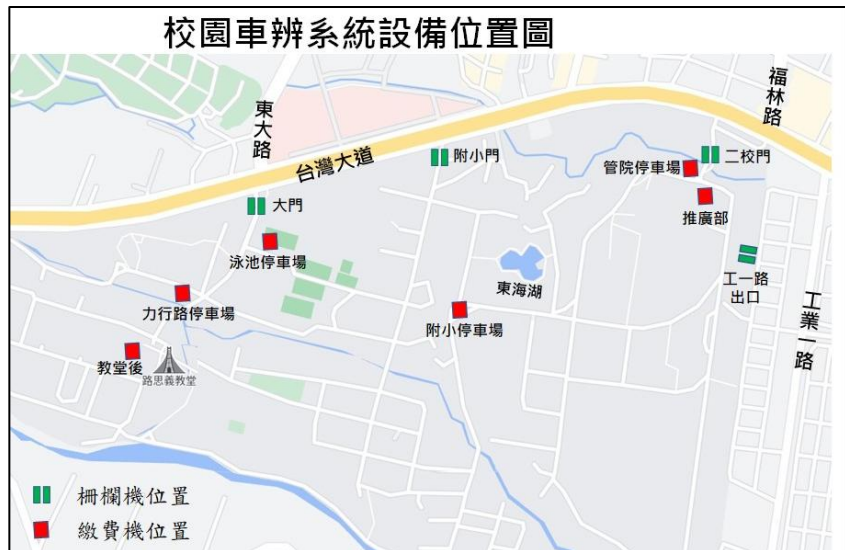 校園車辨系統設備位置圖
福林路
東大路
台灣大道
附小門
二校門
管院停車場
推廣部
大門
泳池停車場
東海湖
工一路
出口
工業一路
力行路停車場
附小停車場
教堂後
路思義教堂
柵欄機位置
繳費機位置